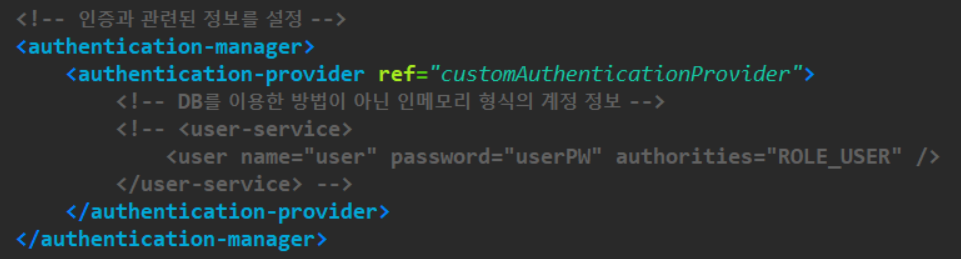 <!-- 인증과 관련된 정보를 설정 -->
<authentication-manager>
<authentication-provider ref="customAuthenticationProvider">
<!-- DB를 이용한 방법이 아닌 인메모리 형식의 계정 정보 -->
<!-- <user-service>
<user name="user" password="userPW" authorities="ROLE_USER" />
</user-service> -->
</authentication-provider>
</authentication-manager>